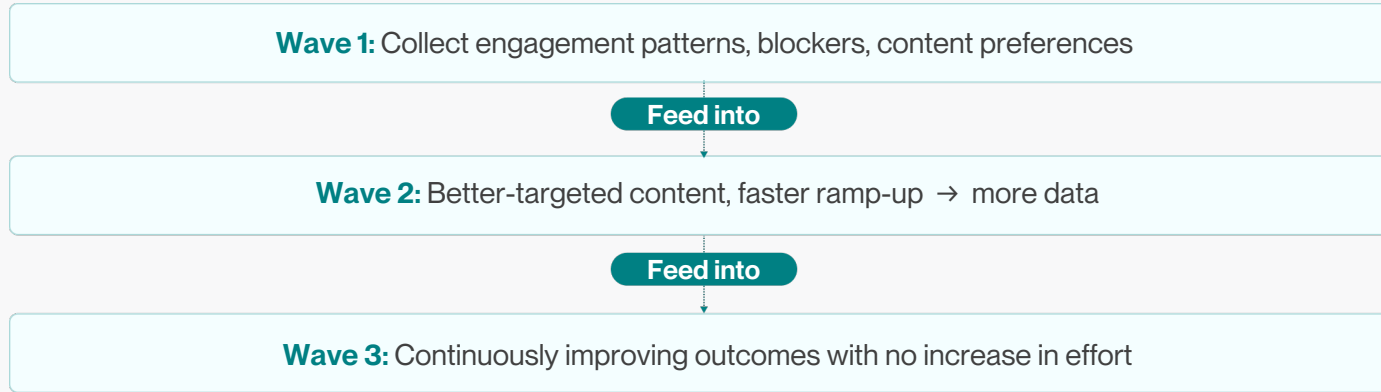 Wave 1: Collect engagement patterns, blockers, content preferences
Feed into
Wave 2: Better-targeted content, faster ramp-up → more data
Feed into
Wave 3: Continuously improving outcomes with no increase in effort